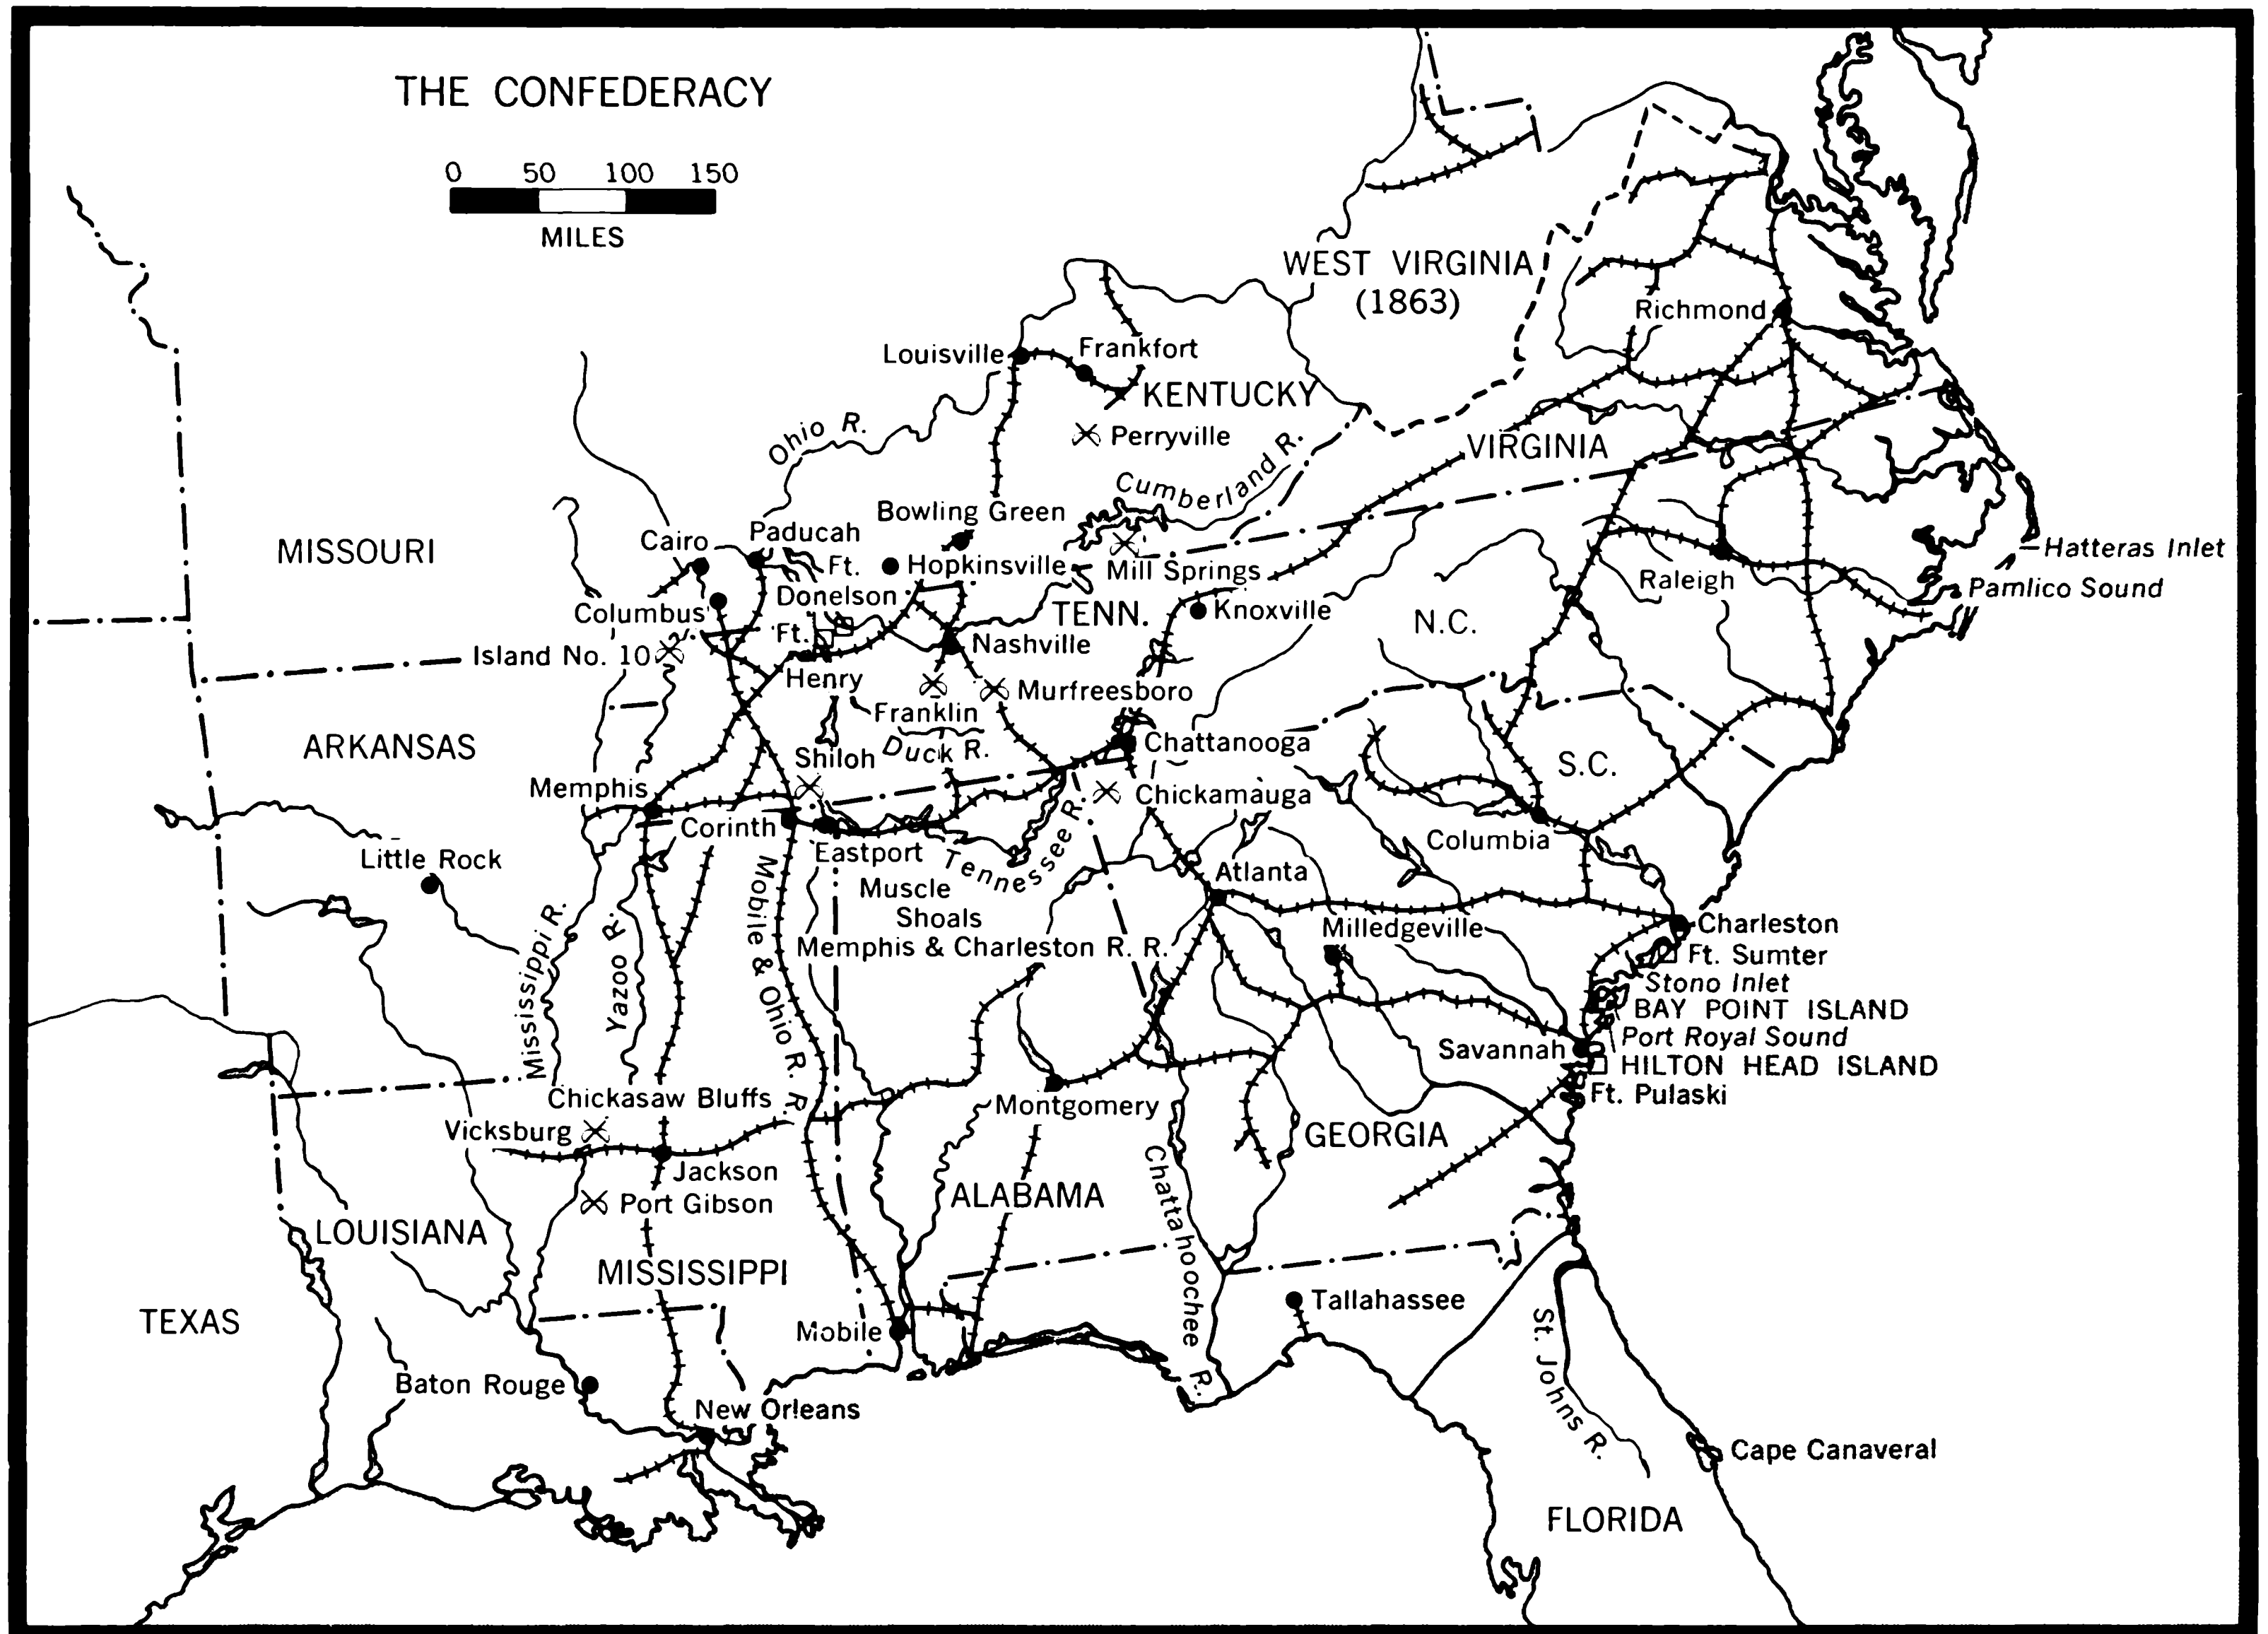 THE CONFEDERACY
0 50 100 150
MILES
WEST VIRGINIA
(1863)
Richmond
Louisville
Frankfort
KENTUCKY
Ohio R.
Perryville
VIRGINIA
Cumberland R.
Bowling Green
Paducah
Cairo
MISSOURI
Hatteras Inlet
Ft.
Hopkinsville
Mill Springs
Raleigh
Pamlico Sound
Donelson
Columbus
TENN.
Knoxville
N.C.
Ft.
Nashville
Island No. 10
Henry
Murfreesboro
Franklin
ARKANSAS
Duck R.
Chattanooga
Shiloh
S.C.
Memphis
Chickamauga
Corinth
Columbia
Eastport
Tennessee R.
Little Rock
Atlanta
Muscle
Shoals
Mississippi R.
Yazoo R.
Mobile & Ohio R. R.
Memphis & Charleston R. R.
Milledgeville
Charleston
Ft. Sumter
Stono Inlet
BAY POINT ISLAND
Port Royal Sound
Savannah
HILTON HEAD ISLAND
Ft. Pulaski
Chickasaw Bluffs
Montgomery
Vicksburg
GEORGIA
Jackson
Chattahoochee R.
ALABAMA
Port Gibson
LOUISIANA
MISSISSIPPI
Tallahassee
TEXAS
Mobile
St. Johns R.
Baton Rouge
New Orleans
Cape Canaveral
FLORIDA